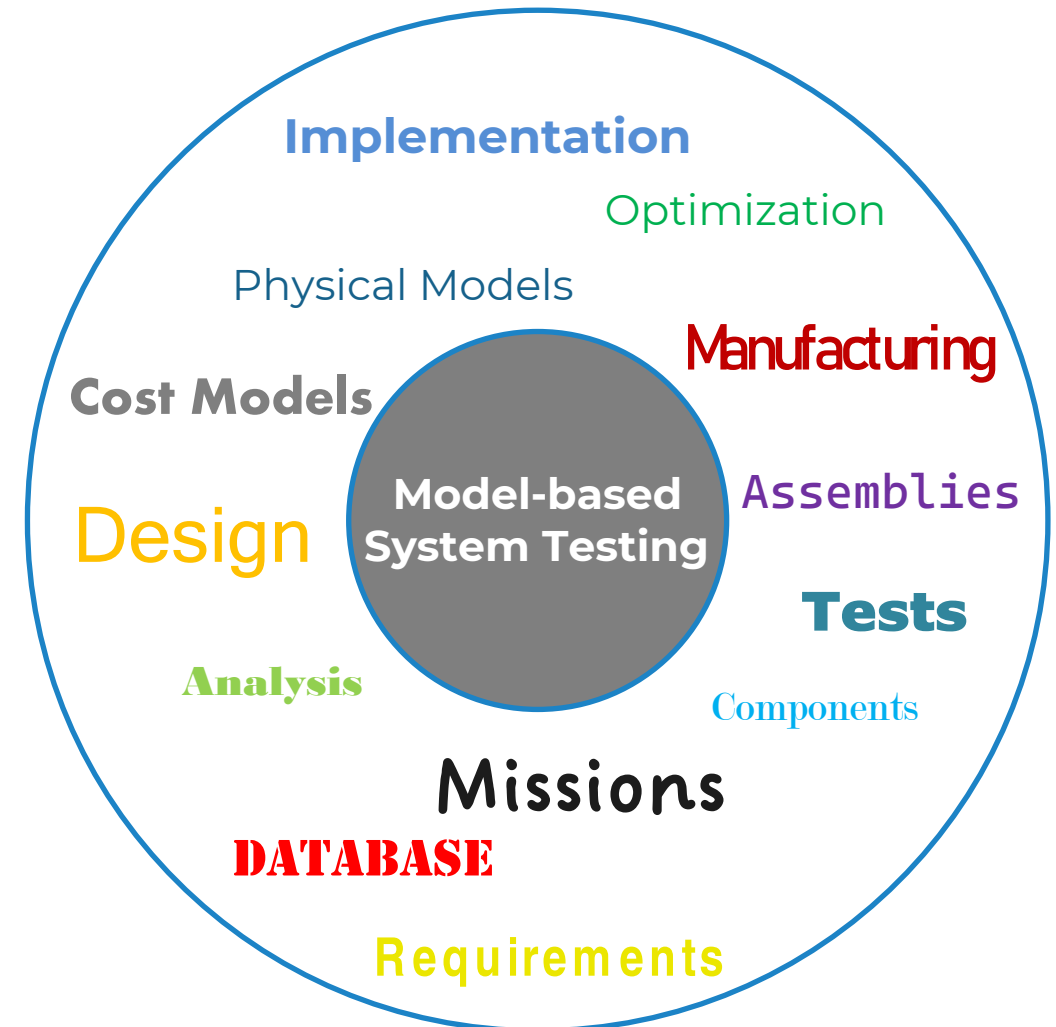 Implementation
Optimization
Physical Models
Manufacturing
Cost Models
Model-based
System Testing
Assemblies
Design
Tests
Analysis
Components
Missions
DATABASE
Requirements